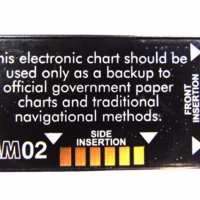 his electronic chart should be
used only as a backup to
official government paper
charts and traditional
navigational methods.
FRONT
INSERTION
SIDE
INSERTION
M02